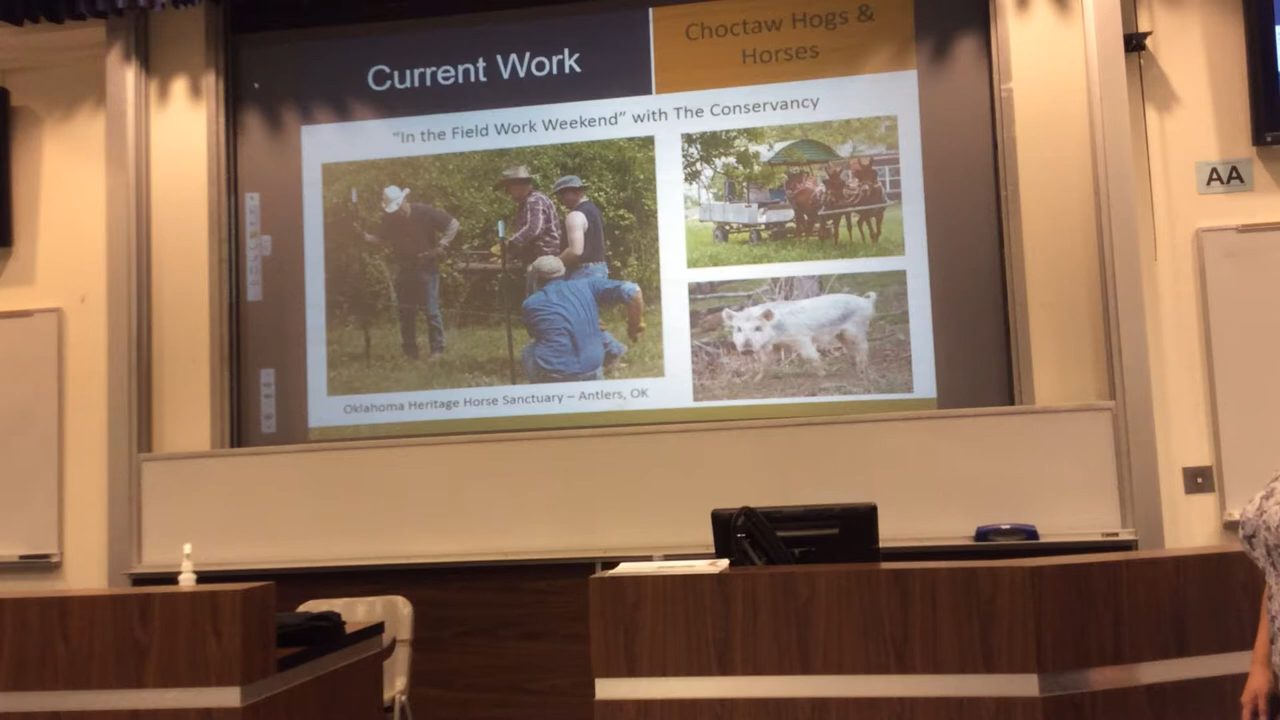 Current Work
Choctaw Hogs &
Horses
“In the Field Work Weekend” with The Conservancy
Oklahoma Heritage Horse Sanctuary – Antlers, OK
AA